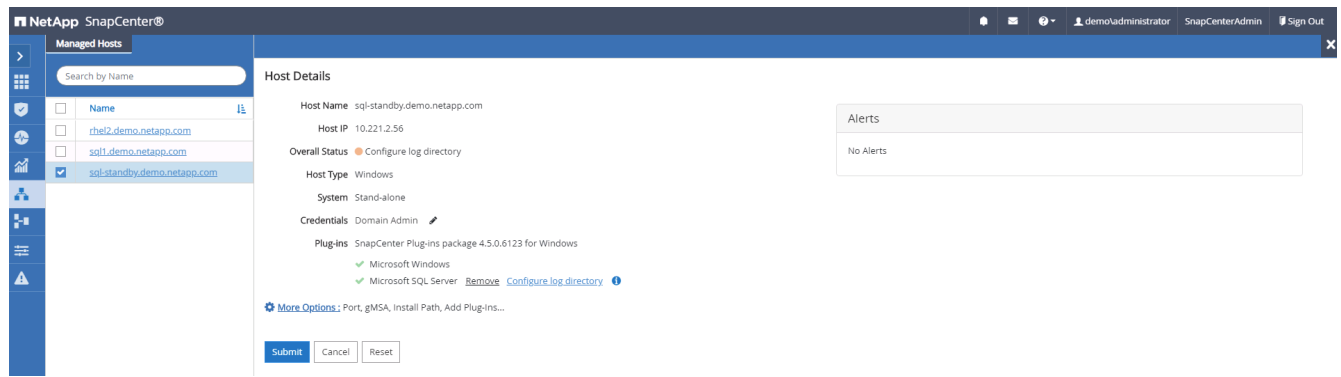 NetApp SnapCenter®
demo\administrator SnapCenterAdmin Sign Out
Managed Hosts
Search by Name
Name
rhel2.demo.netapp.com
sql1.demo.netapp.com
sql-standby.demo.netapp.com
Host Details
Host Name sql-standby.demo.netapp.com
Host IP 10.221.2.56
Overall Status Configure log directory
Host Type Windows
System Stand-alone
Credentials Domain Admin
Plug-ins SnapCenter Plug-ins package 4.5.0.6123 for Windows
Microsoft Windows
Microsoft SQL Server Remove Configure log directory
More Options : Port, gMSA, Install Path, Add Plug-Ins...
Submit Cancel Reset
Alerts
No Alerts